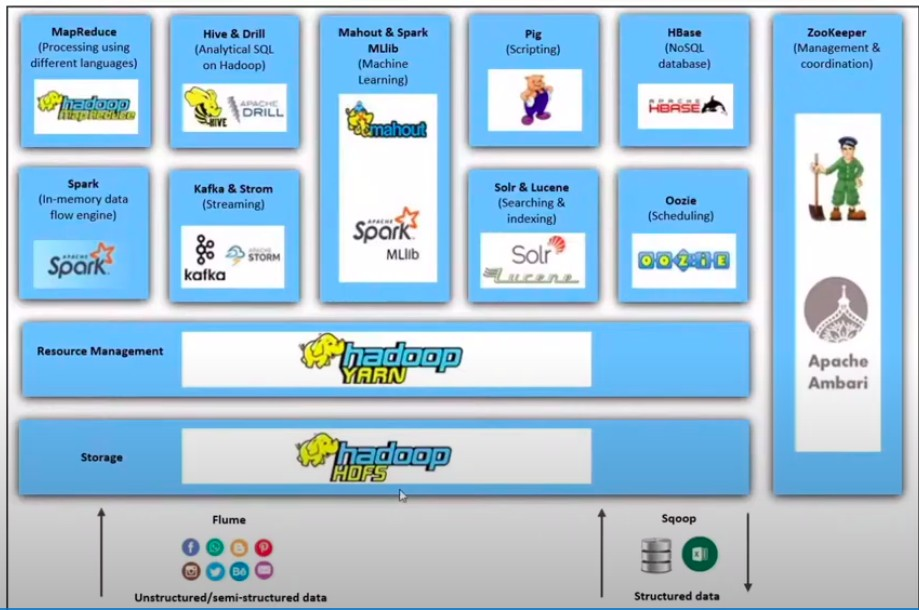 MapReduce
(Processing using
different languages)
hadoop
mapreduce
Hive & Drill
(Analytical SQL
on Hadoop)
HIVE
APACHE
DRILL
Mahout & Spark
MLlib
(Machine
Learning)
mahout
APACHE
Spark
MLlib
Pig
(Scripting)
HBase
(NoSQL
database)
APACHE
HBASE
ZooKeeper
(Management &
coordination)
Apache
Ambari
Spark
(In-memory data
flow engine)
APACHE
Spark
Kafka & Strom
(Streaming)
kafka
APACHE
STORM
Solr & Lucene
(Searching &
indexing)
Solr
Lucene
Oozie
(Scheduling)
OOZIE
Resource Management
hadoop
YARN
Storage
hadoop
HDFS
Flume
Bē
Unstructured/semi-structured data
Sqoop
Structured data